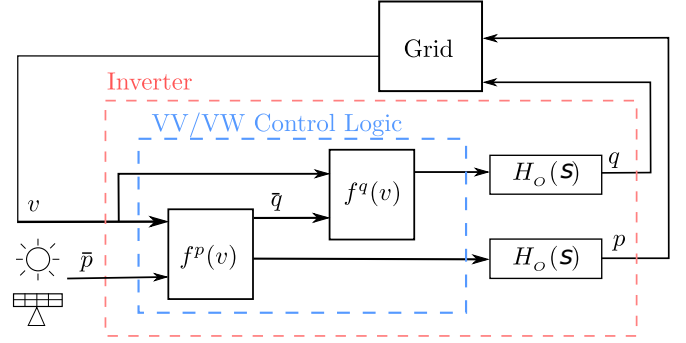 Grid
Inverter
VV/VW Control Logic
v
p̄
f^p(v)
q̄
f^q(v)
H_O(s)
q
H_O(s)
p